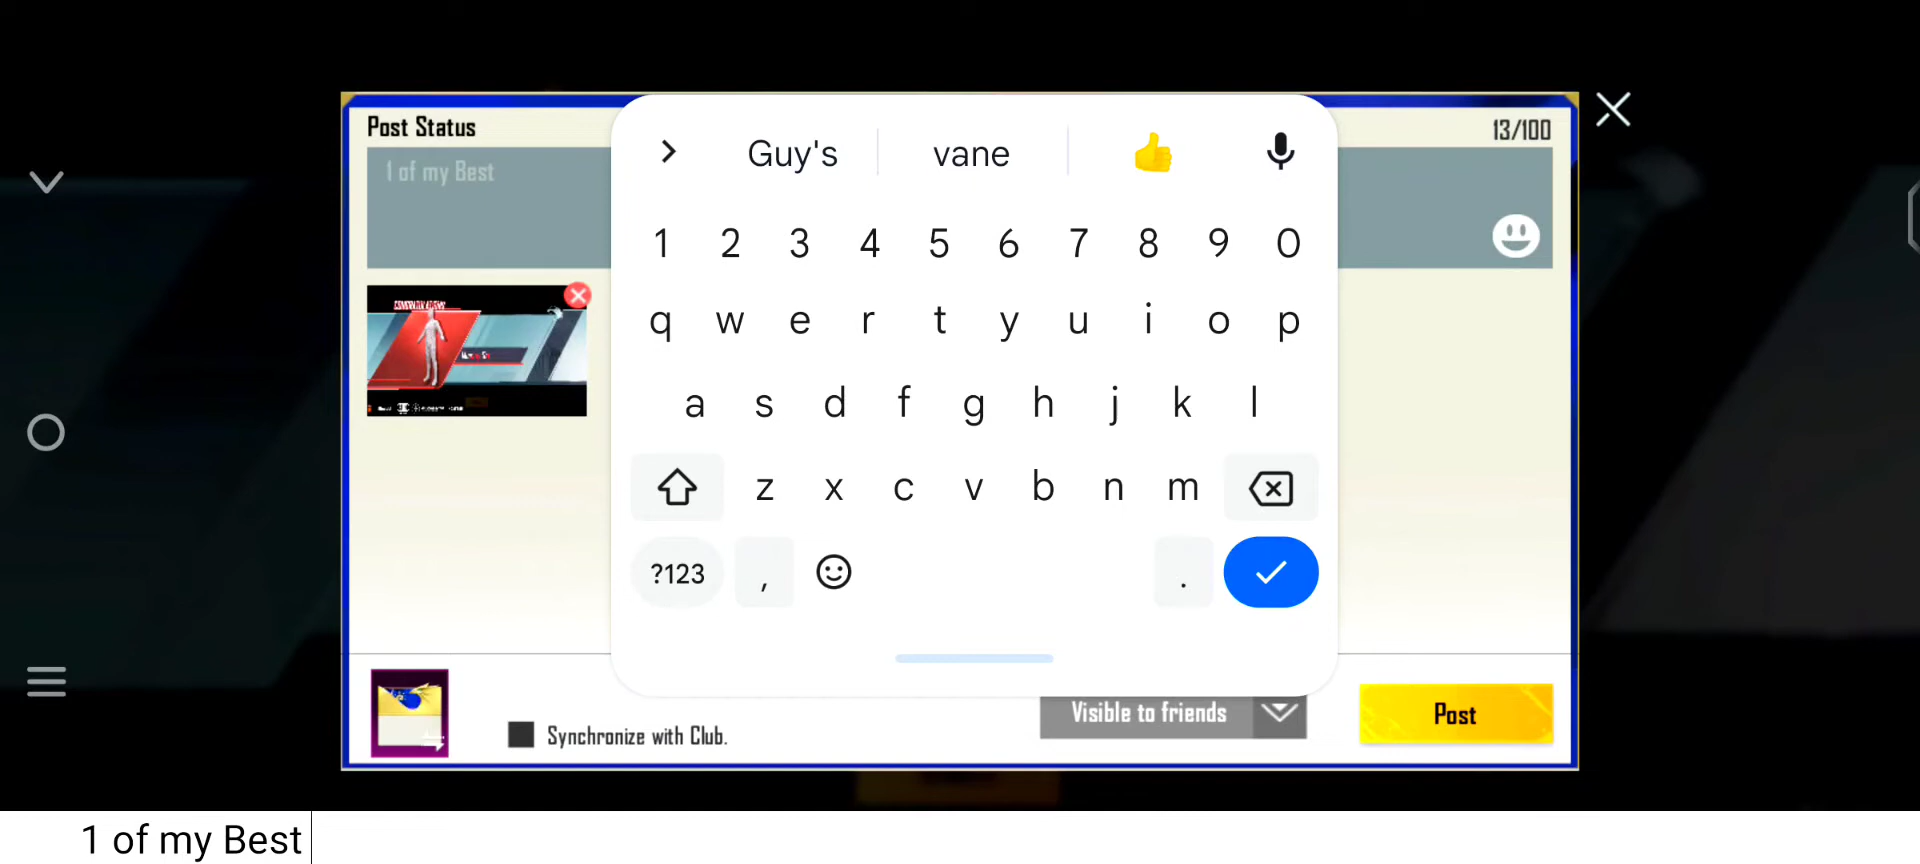 Post Status
13/100
1 of my Best
Guy's vane 👍
1 2 3 4 5 6 7 8 9 0
q w e r t y u i o p
a s d f g h j k l
z x c v b n m
?123 , .
Visible to friends
Post
Synchronize with Club.
1 of my Best